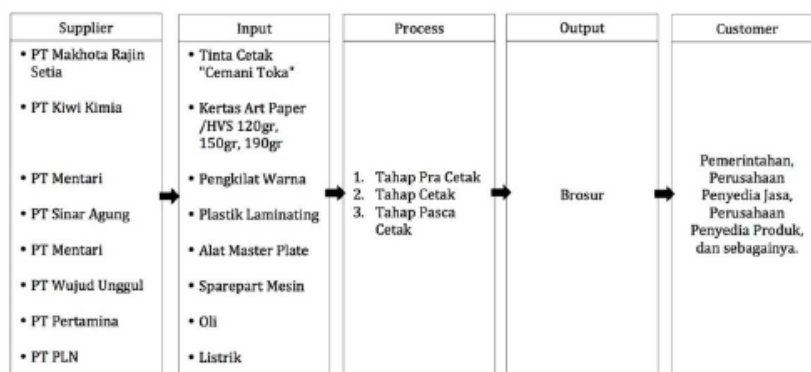 Supplier
• PT Makhota Rajin
Setia
• PT Kiwi Kimia
• PT Mentari
• PT Sinar Agung
• PT Mentari
• PT Wujud Unggul
• PT Pertamina
• PT PLN
Input
• Tinta Cetak
"Cemani Toka"
• Kertas Art Paper
/HVS 120gr,
150gr, 190gr
• Pengkilat Warna
• Plastik Laminating
• Alat Master Plate
• Sparepart Mesin
• Oli
• Listrik
Process
1. Tahap Pra Cetak
2. Tahap Cetak
3. Tahap Pasca
Cetak
Output
Brosur
Customer
Pemerintahan,
Perusahaan
Penyedia Jasa,
Perusahaan
Penyedia Produk,
dan sebagainya.